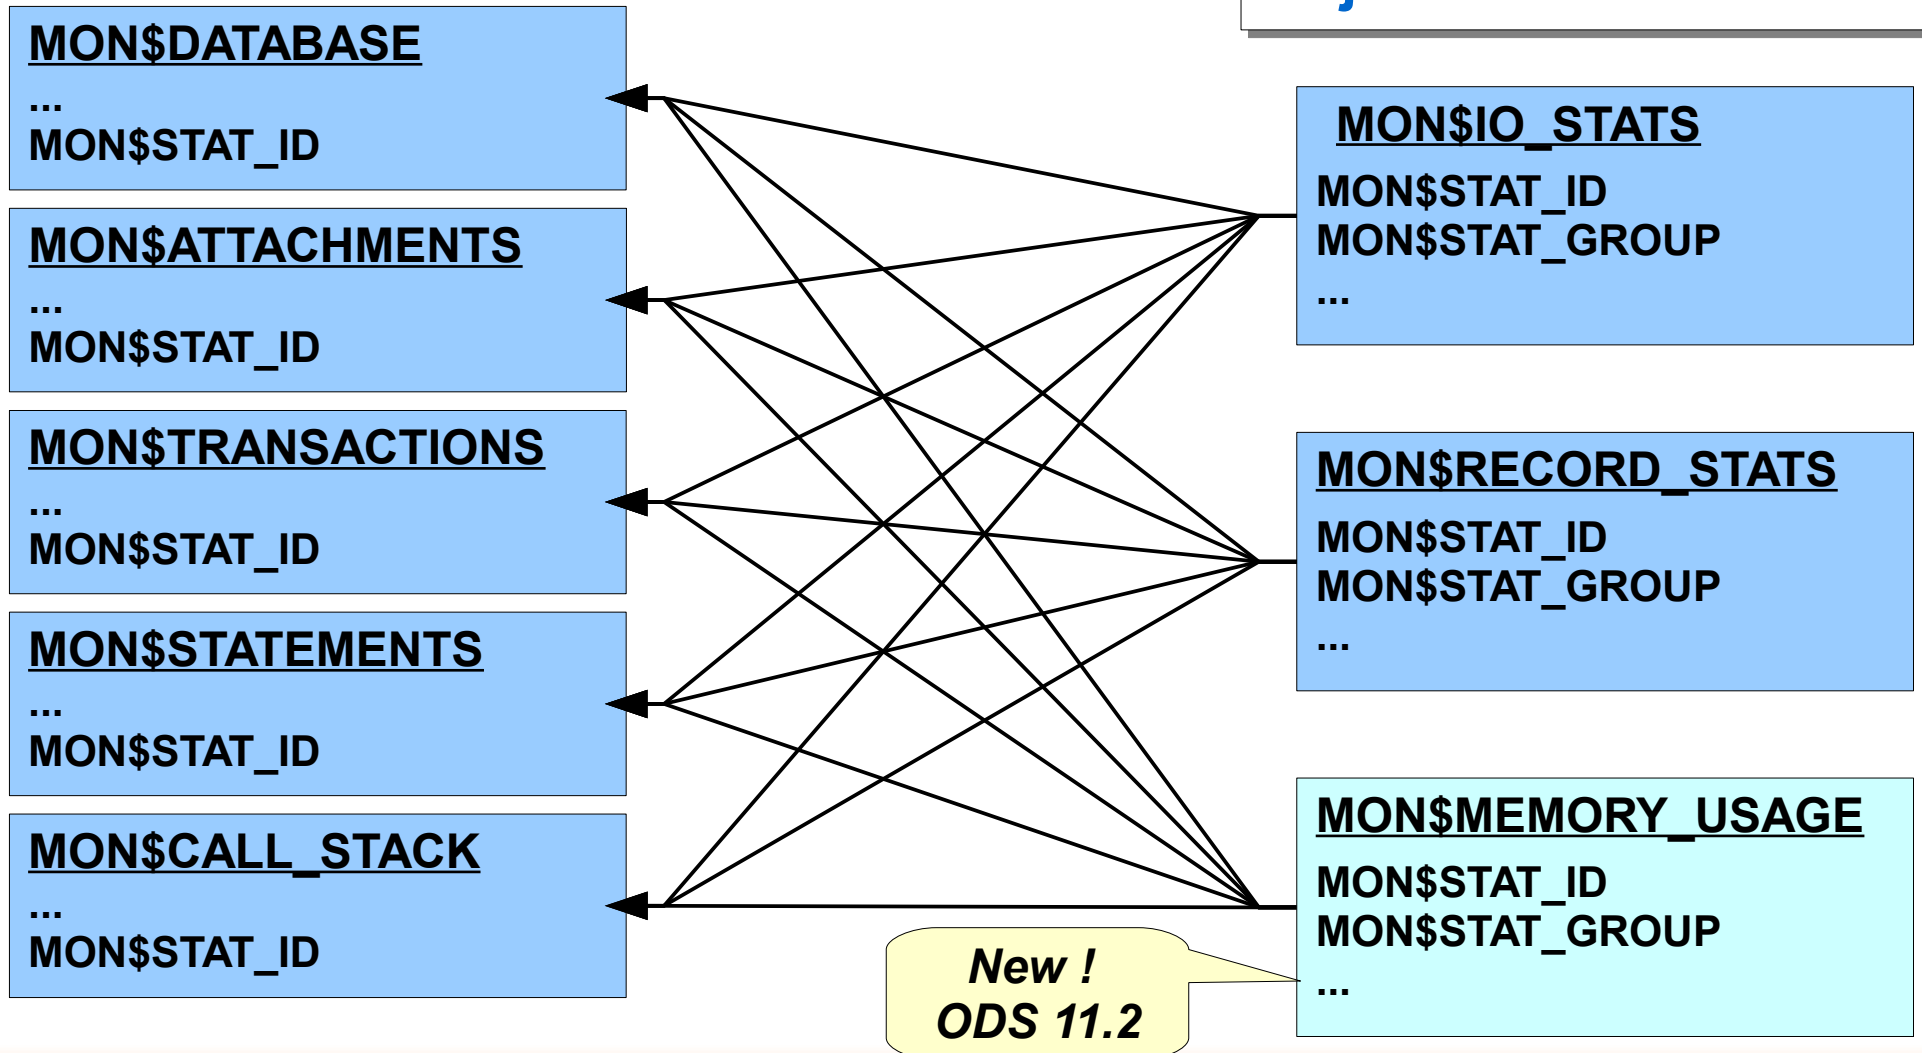 MON$DATABASE
...
MON$STAT_ID
MON$ATTACHMENTS
...
MON$STAT_ID
MON$TRANSACTIONS
...
MON$STAT_ID
MON$STATEMENTS
...
MON$STAT_ID
MON$CALL_STACK
...
MON$STAT_ID
MON$IO_STATS
MON$STAT_ID
MON$STAT_GROUP
...
MON$RECORD_STATS
MON$STAT_ID
MON$STAT_GROUP
...
MON$MEMORY_USAGE
MON$STAT_ID
MON$STAT_GROUP
...
New !
ODS 11.2